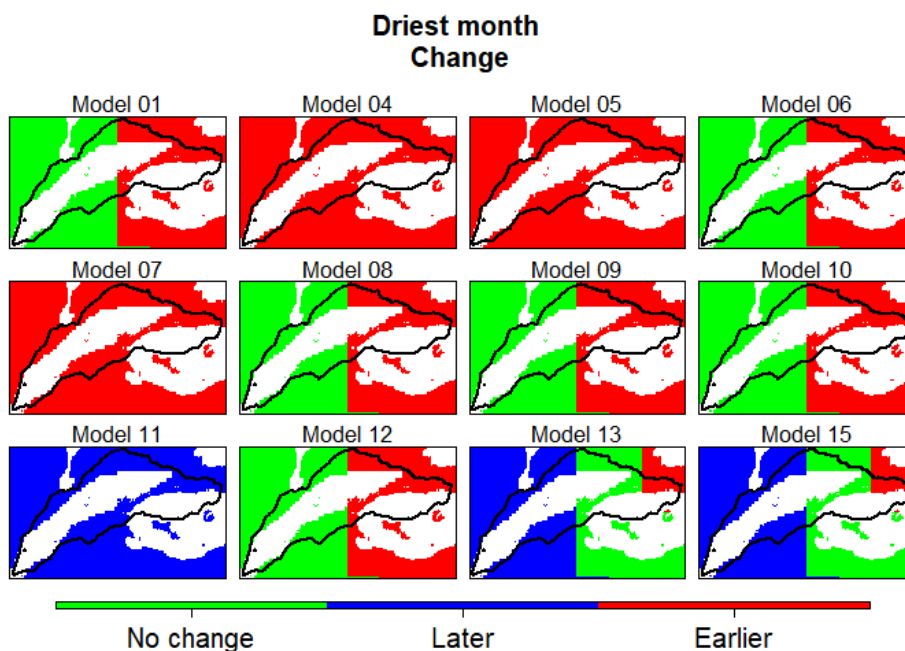 Driest month
Change
Model 01 Model 04 Model 05 Model 06
Model 07 Model 08 Model 09 Model 10
Model 11 Model 12 Model 13 Model 15
No change Later Earlier